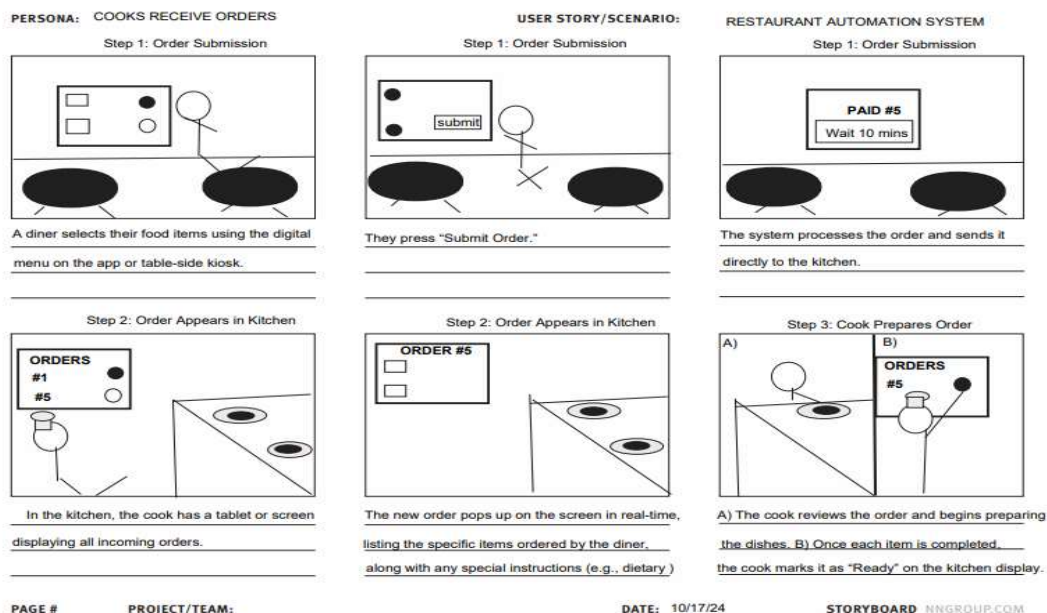 PERSONA: COOKS RECEIVE ORDERS
USER STORY/SCENARIO: RESTAURANT AUTOMATION SYSTEM
Step 1: Order Submission
submit
A diner selects their food items using the digital
menu on the app or table-side kiosk.
Step 1: Order Submission
They press “Submit Order.”
Step 1: Order Submission
PAID #5
Wait 10 mins
The system processes the order and sends it
directly to the kitchen.
Step 2: Order Appears in Kitchen
ORDERS
#1
#5
In the kitchen, the cook has a tablet or screen
displaying all incoming orders.
Step 2: Order Appears in Kitchen
ORDER #5
The new order pops up on the screen in real-time,
listing the specific items ordered by the diner,
along with any special instructions (e.g., dietary )
Step 3: Cook Prepares Order
A)
B)
ORDERS
#5
A) The cook reviews the order and begins preparing
the dishes. B) Once each item is completed,
the cook marks it as “Ready” on the kitchen display.
PAGE #
PROJECT/TEAM:
DATE: 10/17/24
STORYBOARD NNGROUP.COM